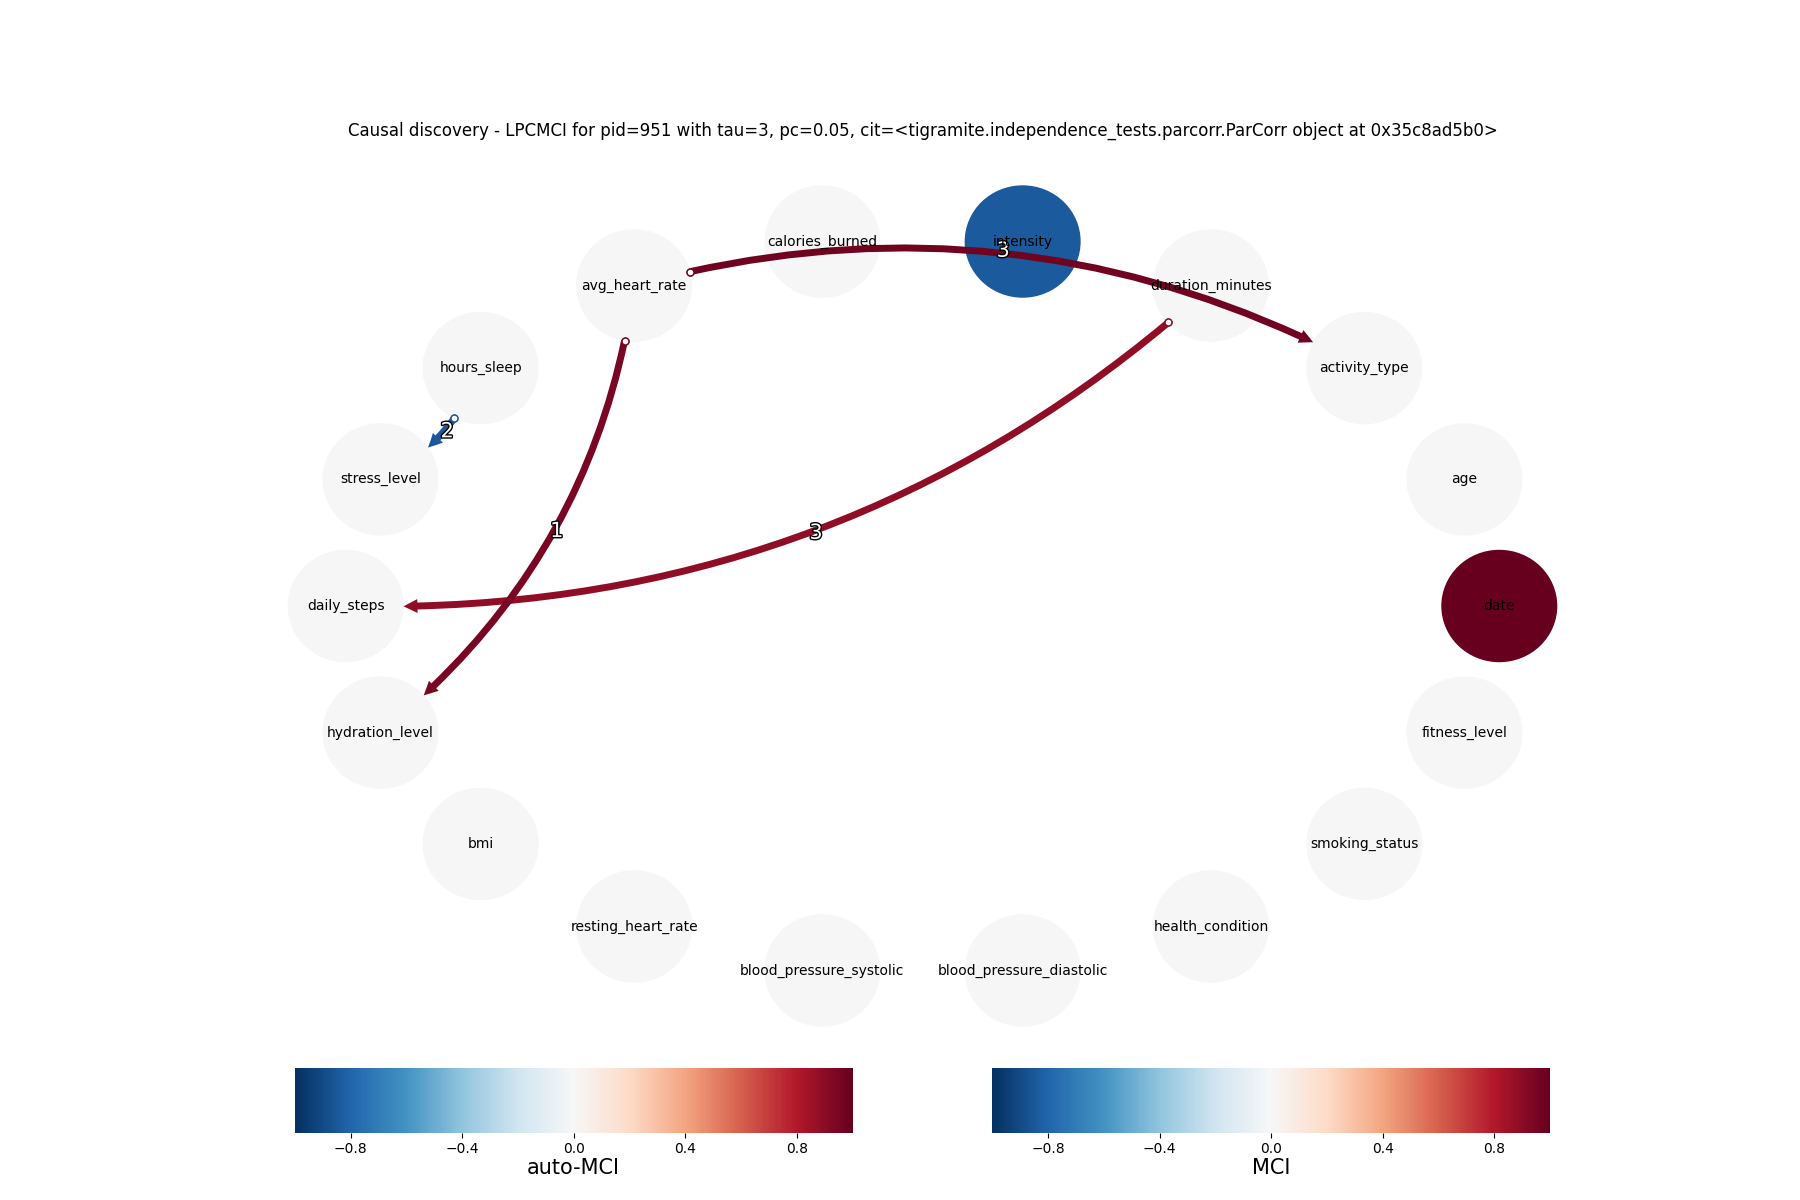 Causal discovery - LPCMCI for pid=951 with tau=3, pc=0.05, cit=<tigramite.independence_tests.parcorr.ParCorr object at 0x35c8ad5b0>
calories_burned
intensity
3
avg_heart_rate
duration_minutes
hours_sleep
activity_type
2
stress_level
age
1
3
daily_steps
date
hydration_level
fitness_level
bmi
smoking_status
resting_heart_rate
health_condition
blood_pressure_systolic
blood_pressure_diastolic
−0.8 −0.4 0.0 0.4 0.8
auto-MCI
−0.8 −0.4 0.0 0.4 0.8
MCI